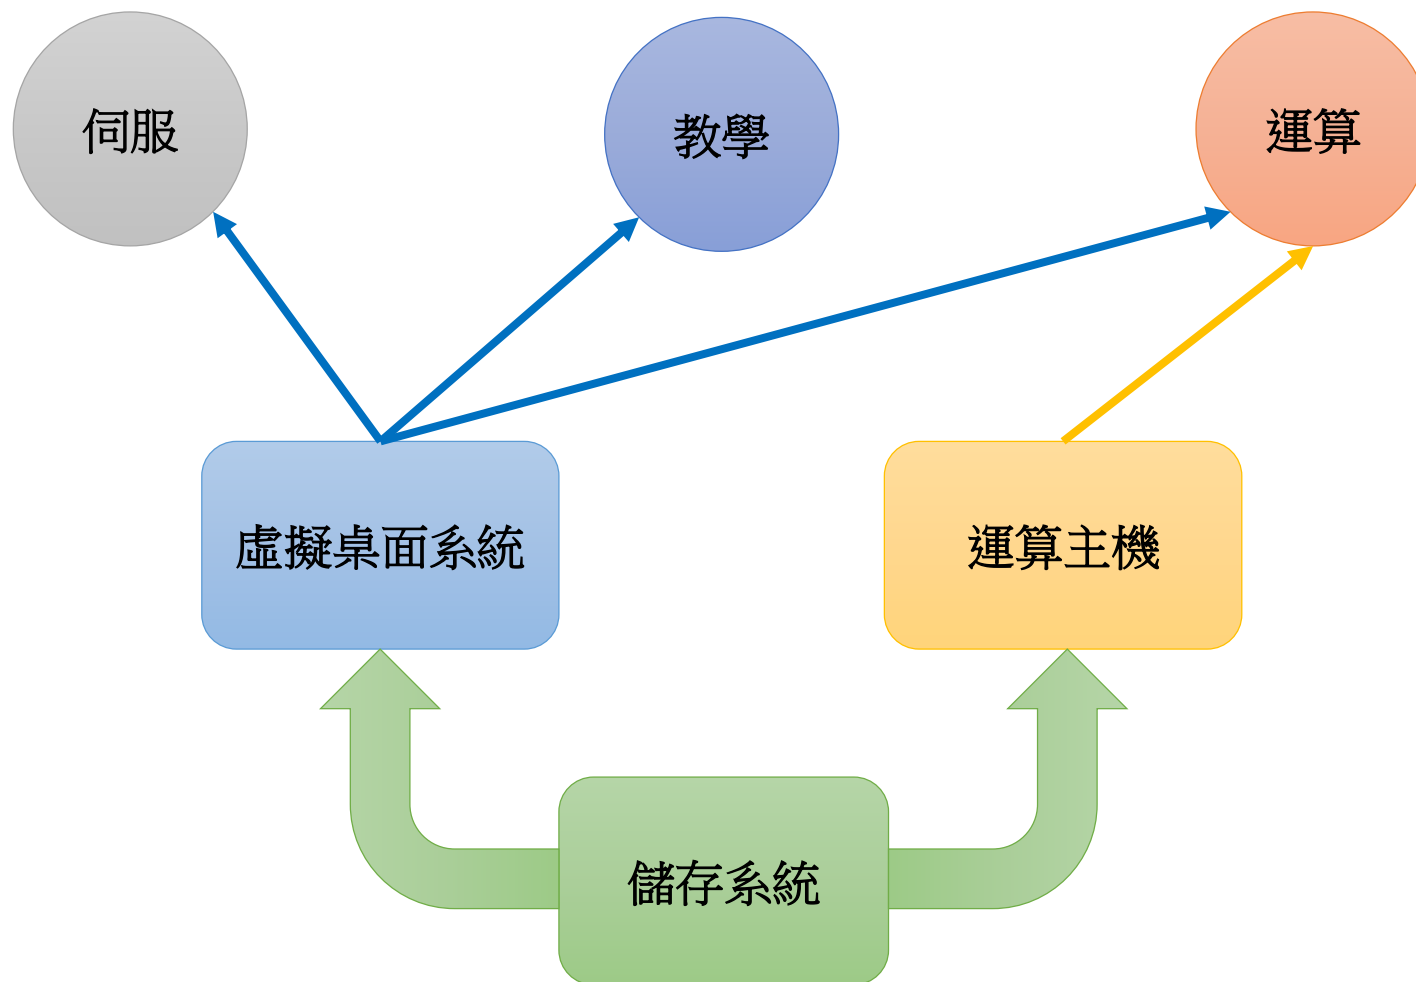 伺服
教學
運算
虛擬桌面系統
運算主機
儲存系統